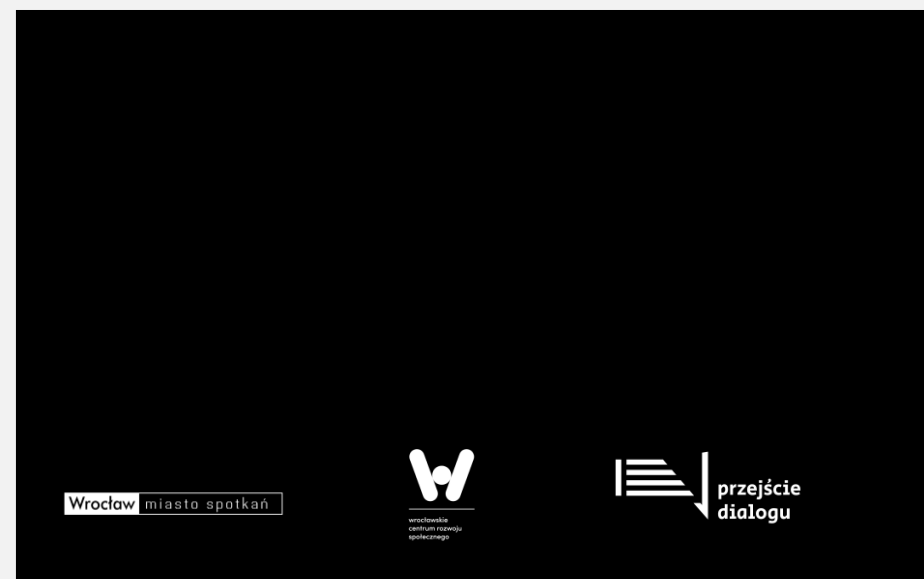 Wrocław miasto spotkań
wrocławskie
centrum rozwoju
społecznego
przejście
dialogu